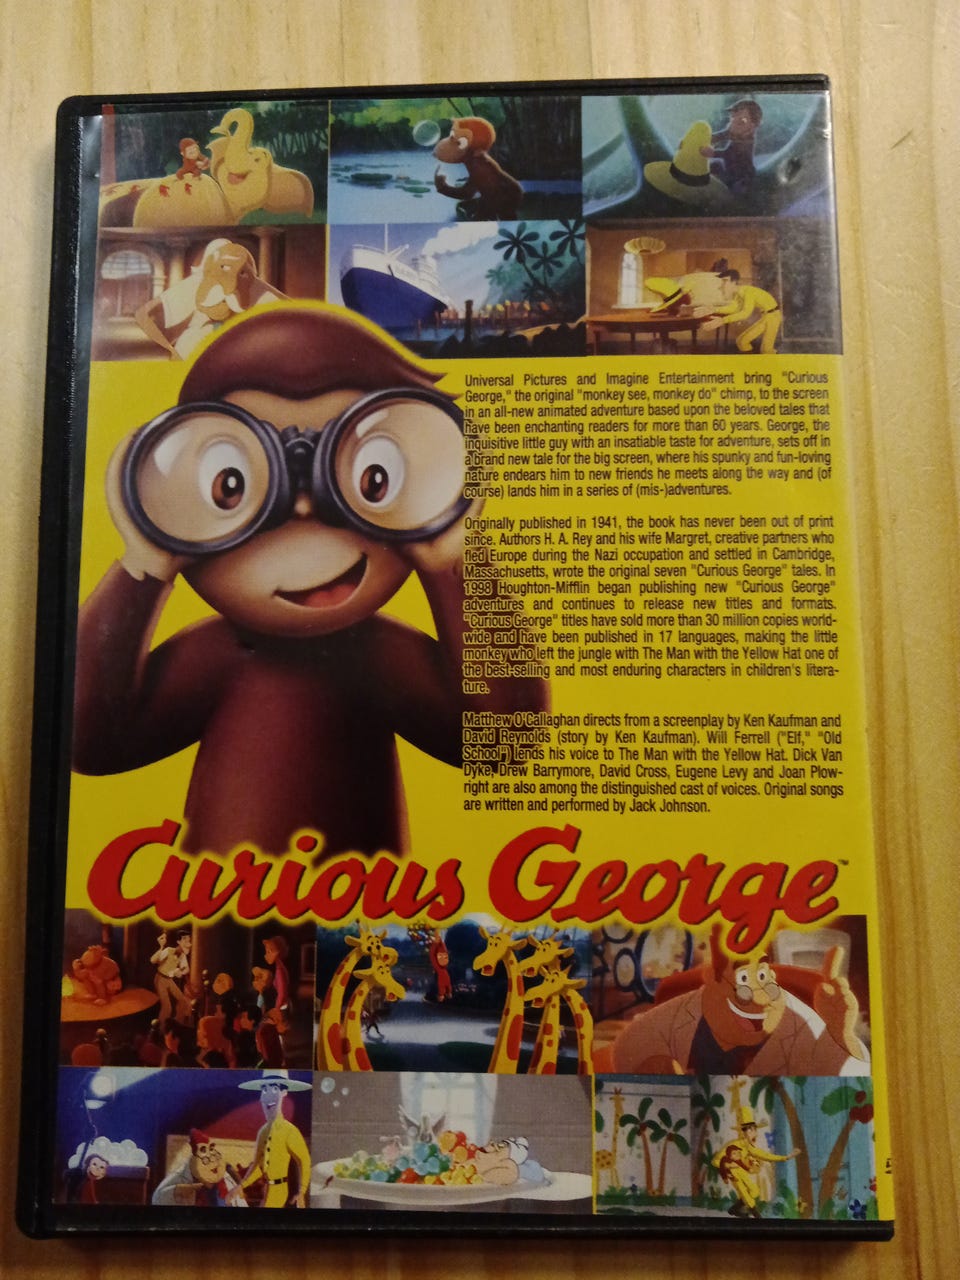 Universal Pictures and Imagine Entertainment bring "Curious
George," the original "monkey see, monkey do" chimp, to the screen
in an all-new animated adventure based upon the beloved tales that
have been enchanting readers for more than 60 years. George, the
inquisitive little guy with an insatiable taste for adventure, sets off in
a brand new tale for the big screen, where his spunky and fun-loving
nature endears him to new friends he meets along the way and (of
course) lands him in a series of (mis-)adventures.
Originally published in 1941, the book has never been out of print
since. Authors H. A. Rey and his wife Margret, creative partners who
fled Europe during the Nazi occupation and settled in Cambridge,
Massachusetts, wrote the original seven "Curious George" tales. In
1998 Houghton-Mifflin began publishing new "Curious George"
adventures and continues to release new titles and formats.
"Curious George" titles have sold more than 30 million copies world-
wide and have been published in 17 languages, making the little
monkey who left the jungle with The Man with the Yellow Hat one of
the best-selling and most enduring characters in children's litera-
ture.
Matthew O'Callaghan directs from a screenplay by Ken Kaufman and
David Reynolds (story by Ken Kaufman). Will Ferrell ("Elf," "Old
School") lends his voice to The Man with the Yellow Hat. Dick Van
Dyke, Drew Barrymore, David Cross, Eugene Levy and Joan Plow-
right are also among the distinguished cast of voices. Original songs
are written and performed by Jack Johnson.
Curious George™